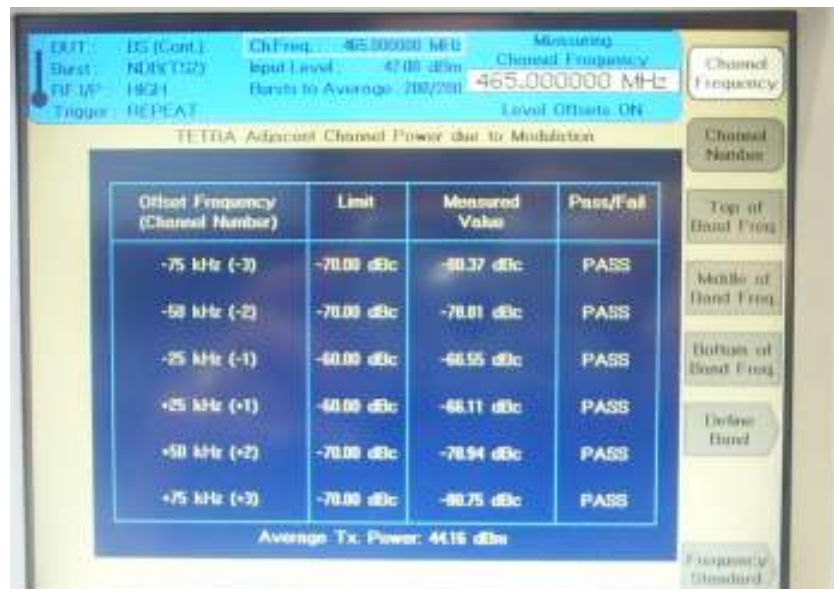 DUT: BS (Cont.) Ch.Freq.: 465.000000 MHz Measuring
Burst: NDB(TS2) Input Level: 47.00 dBm Channel Frequency
RF I/P: HIGH Bursts to Average: 200/200 465.000000 MHz
Trigger: REPEAT Level Offsets ON
TETRA Adjacent Channel Power due to Modulation
Offset Frequency Limit Measured Pass/Fail
(Channel Number) Value
-75 kHz (-3) -70.00 dBc -80.37 dBc PASS
-50 kHz (-2) -70.00 dBc -78.81 dBc PASS
-25 kHz (-1) -60.00 dBc -66.55 dBc PASS
+25 kHz (+1) -60.00 dBc -66.11 dBc PASS
+50 kHz (+2) -70.00 dBc -78.94 dBc PASS
+75 kHz (+3) -70.00 dBc -80.75 dBc PASS
Average Tx. Power: 44.16 dBm
Channel
Frequency
Channel
Number
Top of
Band Freq.
Middle of
Band Freq.
Bottom of
Band Freq.
Define
Band
Frequency
Standard